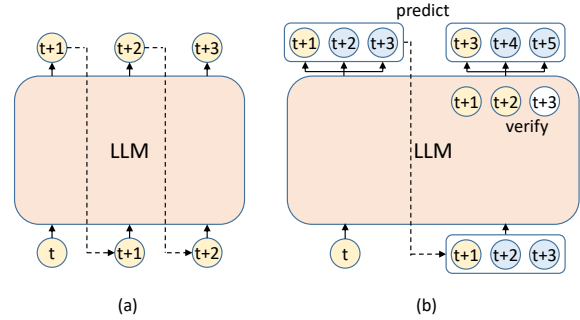 predict
t+1 t+2 t+3 t+1 t+2 t+3 t+3 t+4 t+5
t+1 t+2 t+3
verify
LLM LLM
t t+1 t+2 t t+1 t+2 t+3
(a) (b)